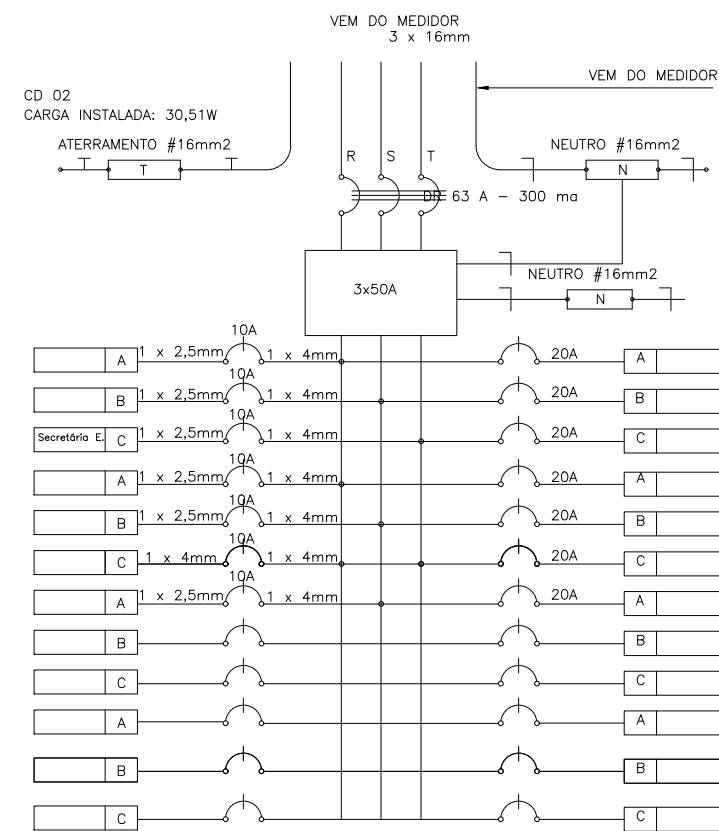 VEM DO MEDIDOR
3 x 16mm
VEM DO MEDIDOR
CD 02
CARGA INSTALADA: 30,51W
ATERRAMENTO #16mm2
NEUTRO #16mm2
T
R S T
N
DR 63 A - 300 ma
3x50A
NEUTRO #16mm2
N
A 1 x 2,5mm 10A 1 x 4mm 20A A
B 1 x 2,5mm 10A 1 x 4mm 20A B
Secretária E. C 1 x 2,5mm 10A 1 x 4mm 20A C
A 1 x 2,5mm 10A 1 x 4mm 20A A
B 1 x 2,5mm 10A 1 x 4mm 20A B
C 1 x 4mm 10A 1 x 4mm 20A C
A 1 x 2,5mm 10A 1 x 4mm 20A A
B B
C C
A A
B B
C C